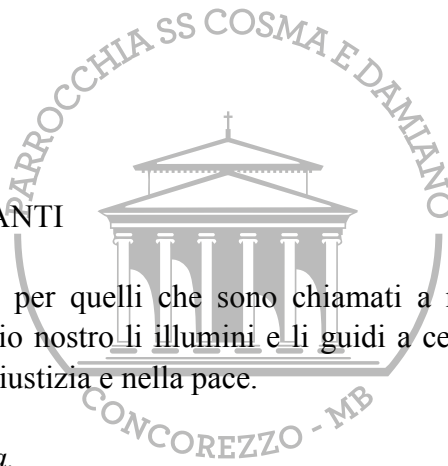 PARROCCHIA SS COSMA E DAMIANO
ANTI
per quelli che sono chiamati a
io nostro li illumini e li guidi a ce
iustizia e nella pace.
CONCOREZZO - MB
a.